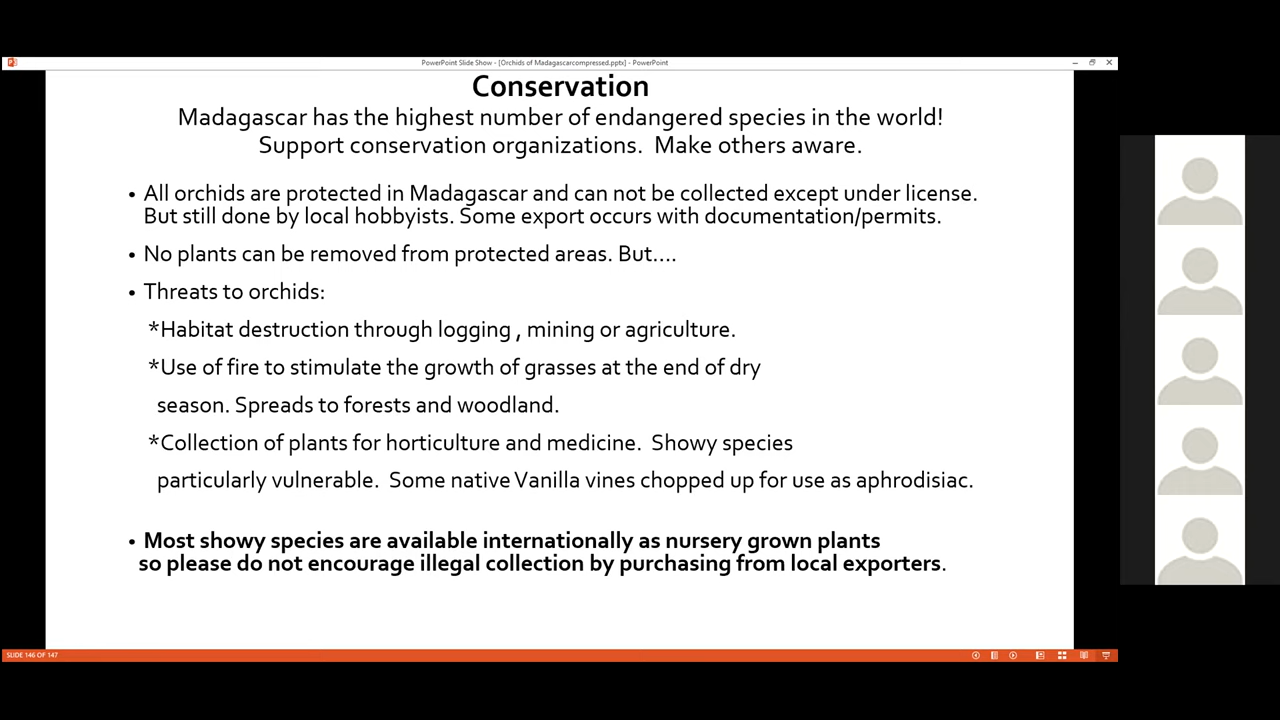 PowerPoint Slide Show - [Orchids of Madagascarcompressed.pptx] - PowerPoint
Conservation
Madagascar has the highest number of endangered species in the world!
Support conservation organizations.  Make others aware.
• All orchids are protected in Madagascar and can not be collected except under license.
But still done by local hobbyists. Some export occurs with documentation/permits.
• No plants can be removed from protected areas. But....
• Threats to orchids:
*Habitat destruction through logging , mining or agriculture.
*Use of fire to stimulate the growth of grasses at the end of dry
season. Spreads to forests and woodland.
*Collection of plants for horticulture and medicine.  Showy species
particularly vulnerable.  Some native Vanilla vines chopped up for use as aphrodisiac.
• Most showy species are available internationally as nursery grown plants
so please do not encourage illegal collection by purchasing from local exporters.
SLIDE 146 OF 147